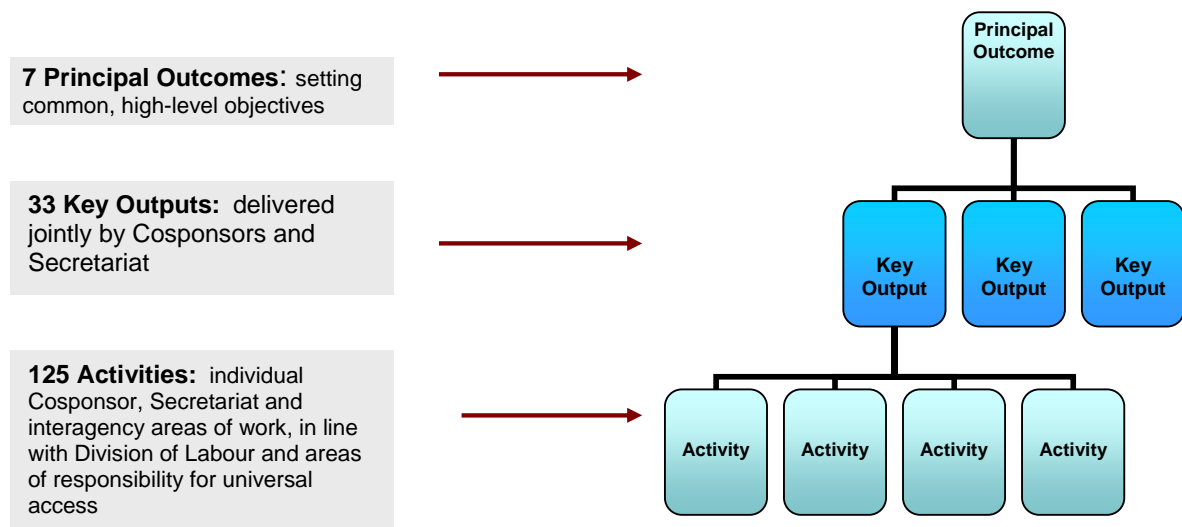 7 Principal Outcomes: setting
common, high-level objectives
33 Key Outputs: delivered
jointly by Cosponsors and
Secretariat
125 Activities: individual
Cosponsor, Secretariat and
interagency areas of work, in line
with Division of Labour and areas
of responsibility for universal
access
Principal
Outcome
Key
Output
Key
Output
Key
Output
Activity
Activity
Activity
Activity